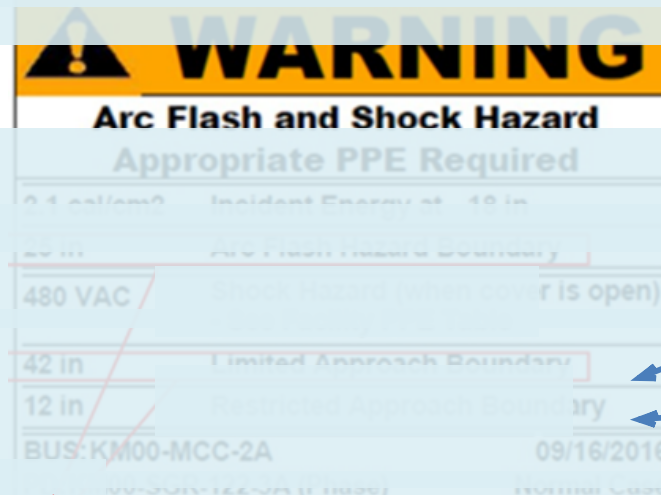 WARNING
Arc Flash and Shock Hazard
Appropriate PPE Required
2.1 cal/cm2 Incident Energy at 18 in
25 in Arc Flash Hazard Boundary
480 VAC Shock Hazard (when cover is open)
42 in Limited Approach Boundary
12 in Restricted Approach Boundary
BUS:KM00-MCC-2A 09/16/2016